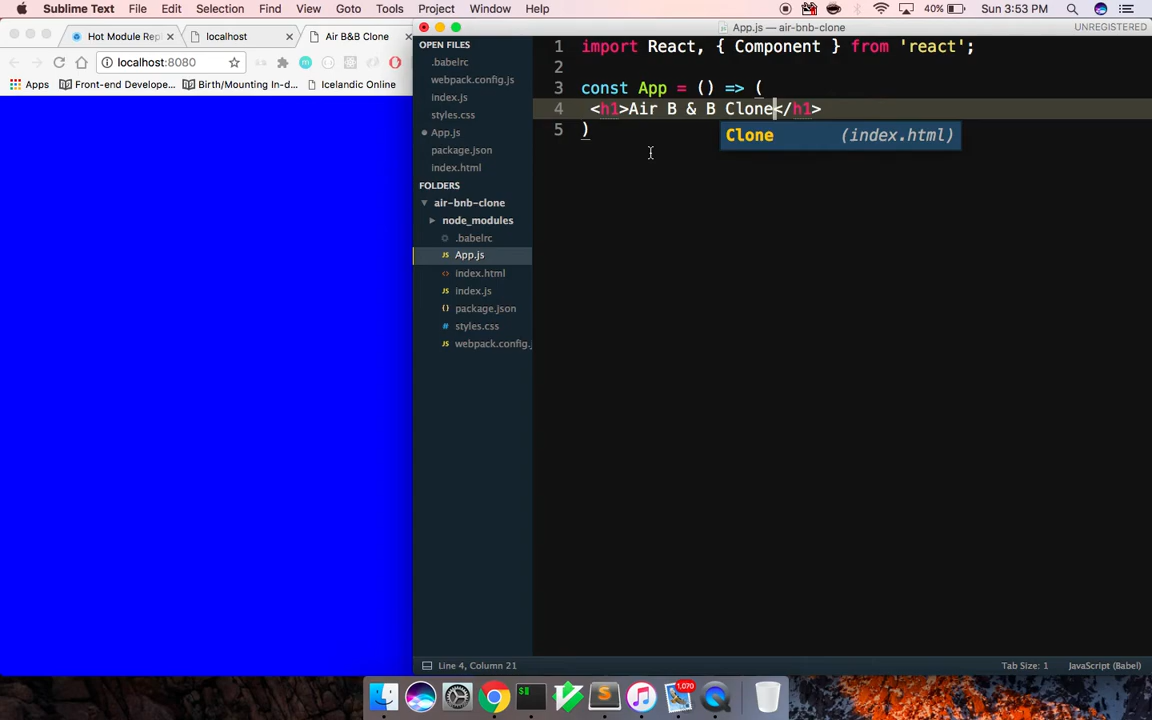 Sublime Text File Edit Selection Find View Goto Tools Project Window Help 40% Sun 3:53 PM
App.js — air-bnb-clone UNREGISTERED
Hot Module Repl localhost Air B&B Clone
localhost:8080
Apps Front-end Develope... Birth/Mounting In-d... Icelandic Online
OPEN FILES
.babelrc
webpack.config.js
index.js
styles.css
App.js
package.json
index.html
FOLDERS
air-bnb-clone
node_modules
.babelrc
App.js
index.html
index.js
package.json
styles.css
webpack.config.j
1 import React, { Component } from 'react';
2
3 const App = () => (
4 <h1>Air B & B Clone</h1>
5 )
Clone (index.html)
Line 4, Column 21 Tab Size: 1 JavaScript (Babel)
1,070